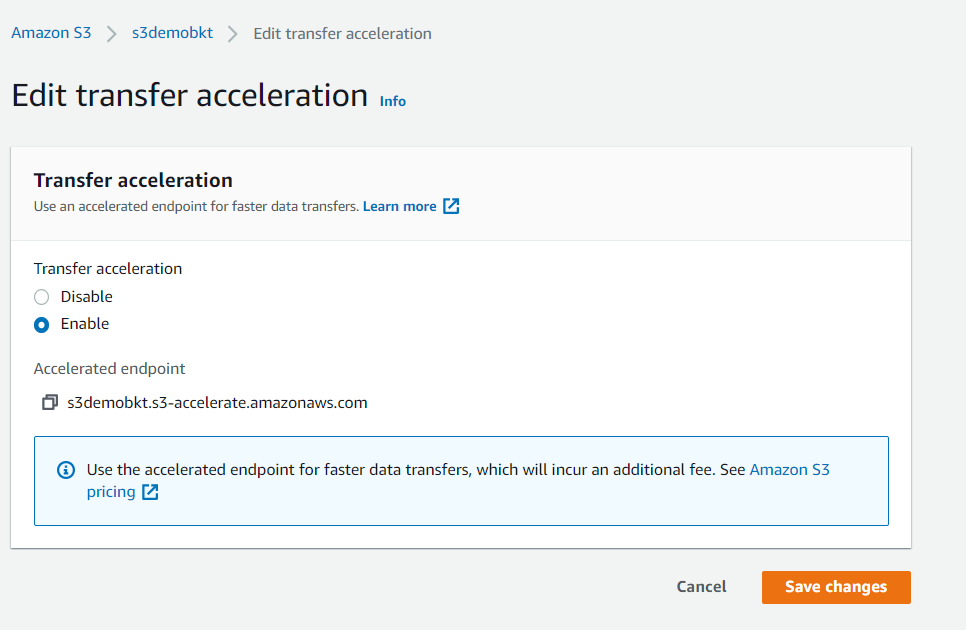 Amazon S3 > s3demobkt > Edit transfer acceleration
Edit transfer acceleration Info
Transfer acceleration
Use an accelerated endpoint for faster data transfers. Learn more
Transfer acceleration
Disable
Enable
Accelerated endpoint
s3demobkt.s3-accelerate.amazonaws.com
Use the accelerated endpoint for faster data transfers, which will incur an additional fee. See Amazon S3
pricing
Cancel Save changes